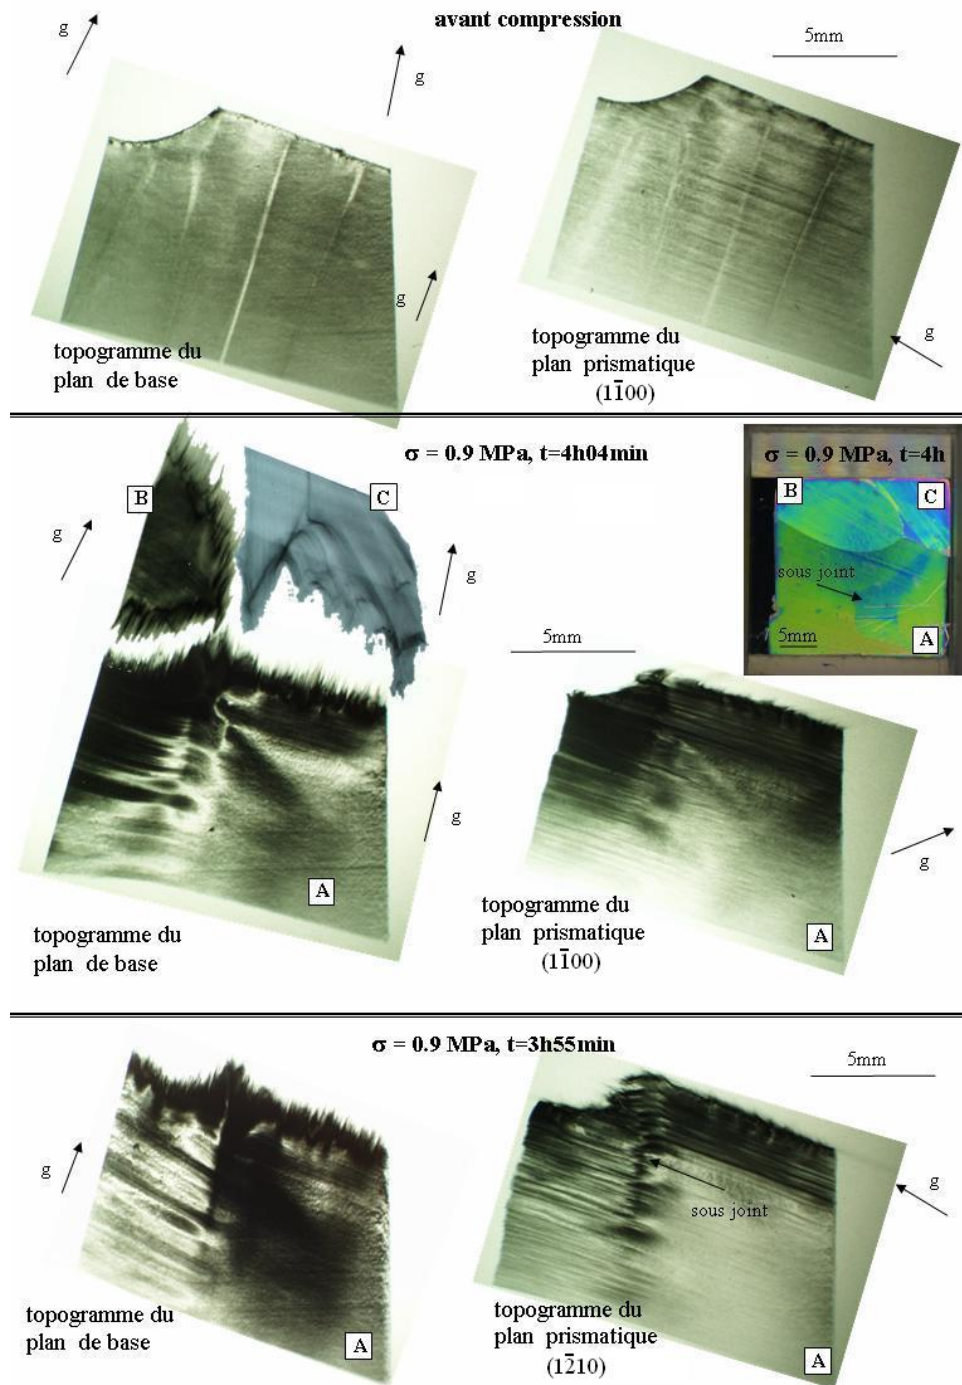 avant compression
g
g
5mm
g
g
topogramme du
plan de base
topogramme du
plan prismatique
(11̅00)
σ = 0.9 MPa, t=4h04min
σ = 0.9 MPa, t=4h
B
C
B
C
g
g
sous joint
A
5mm
5mm
g
g
A
topogramme du
plan de base
topogramme du
plan prismatique
(11̅00)
A
σ = 0.9 MPa, t=3h55min
5mm
g
g
sous joint
topogramme du
plan de base
A
topogramme du
plan prismatique
(12̅10)
A